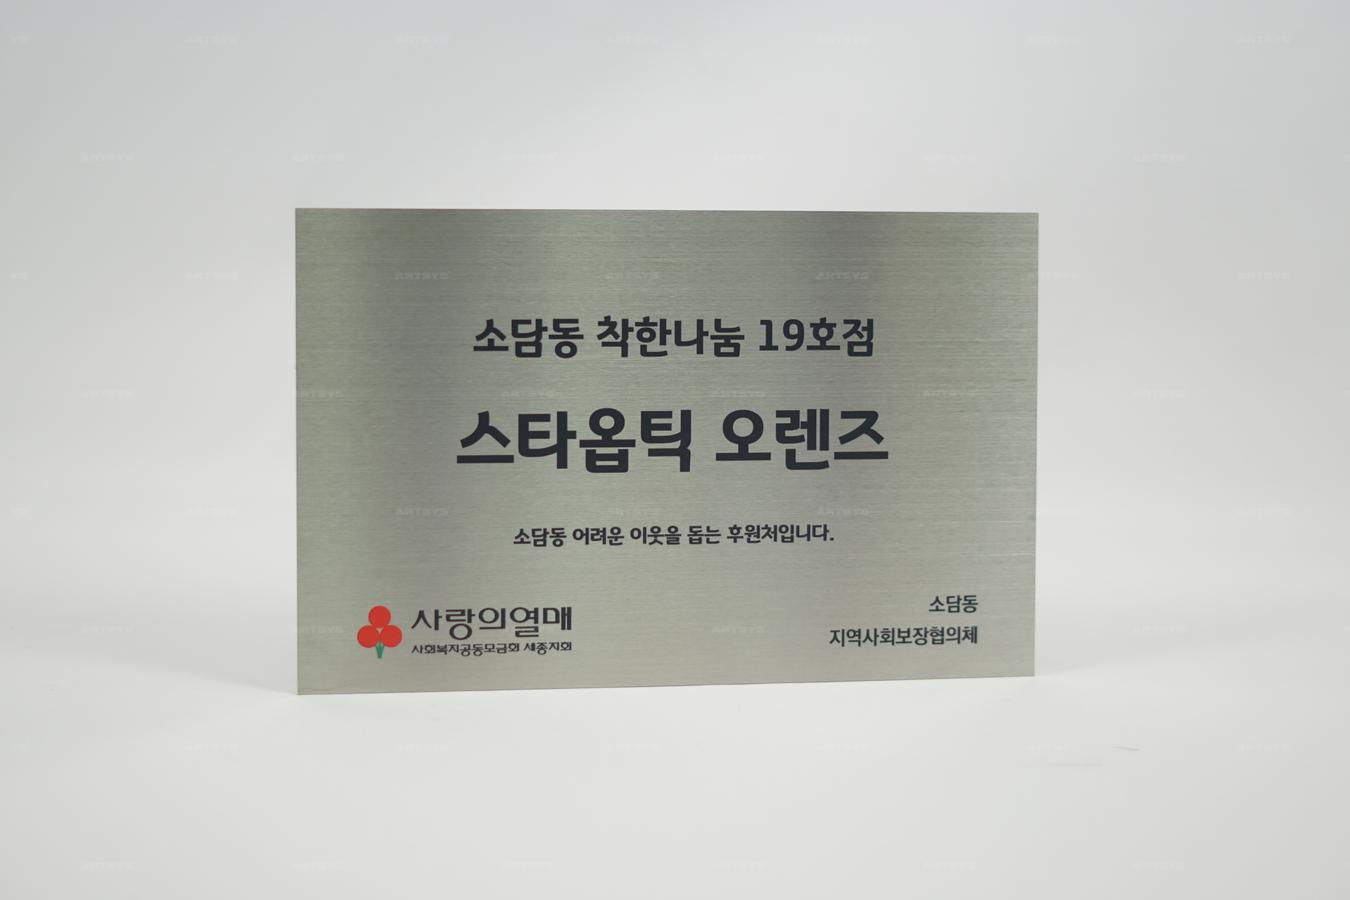 소담동 착한나눔 19호점
스타옵틱 오렌즈
소담동 어려운 이웃을 돕는 후원처입니다.
사랑의열매
사회복지공동모금회 세종지회
소담동
지역사회보장협의체
ARTSYS